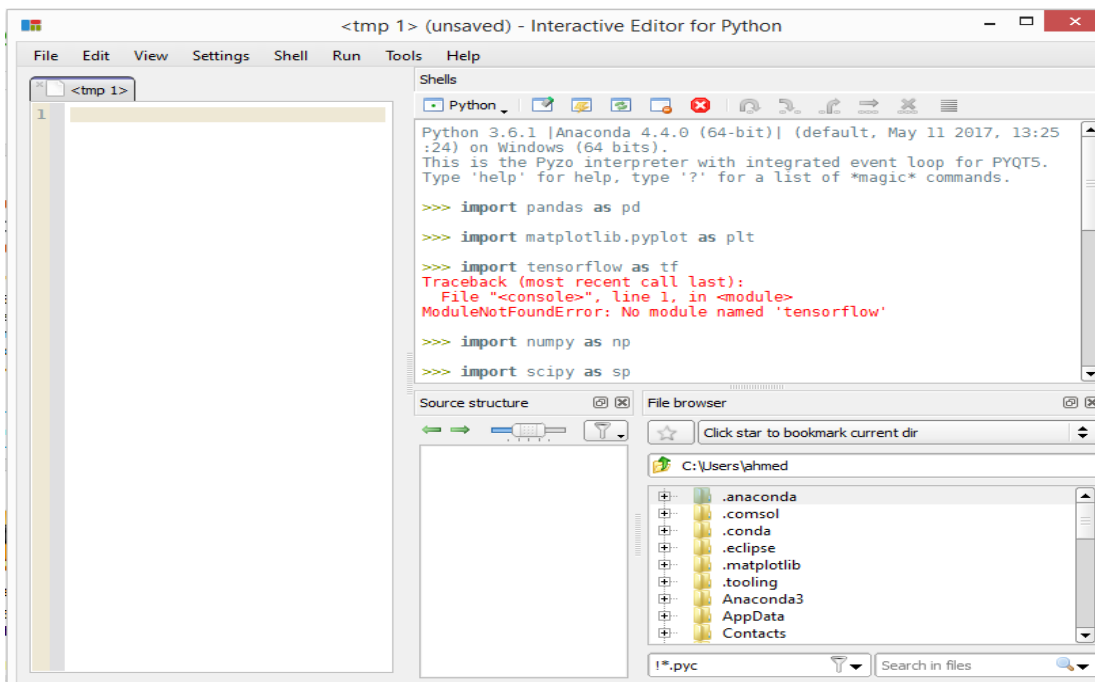 <tmp 1> (unsaved) - Interactive Editor for Python
File Edit View Settings Shell Run Tools Help
<tmp 1>
1
Shells
Python
Python 3.6.1 |Anaconda 4.4.0 (64-bit)| (default, May 11 2017, 13:25
:24) on Windows (64 bits).
This is the Pyzo interpreter with integrated event loop for PYQT5.
Type 'help' for help, type '?' for a list of *magic* commands.
>>> import pandas as pd
>>> import matplotlib.pyplot as plt
>>> import tensorflow as tf
Traceback (most recent call last):
  File "<console>", line 1, in <module>
ModuleNotFoundError: No module named 'tensorflow'
>>> import numpy as np
>>> import scipy as sp
Source structure
File browser
Click star to bookmark current dir
C:\Users\ahmed
.anaconda
.comsol
.conda
.eclipse
.matplotlib
.tooling
Anaconda3
AppData
Contacts
!*.pyc
Search in files